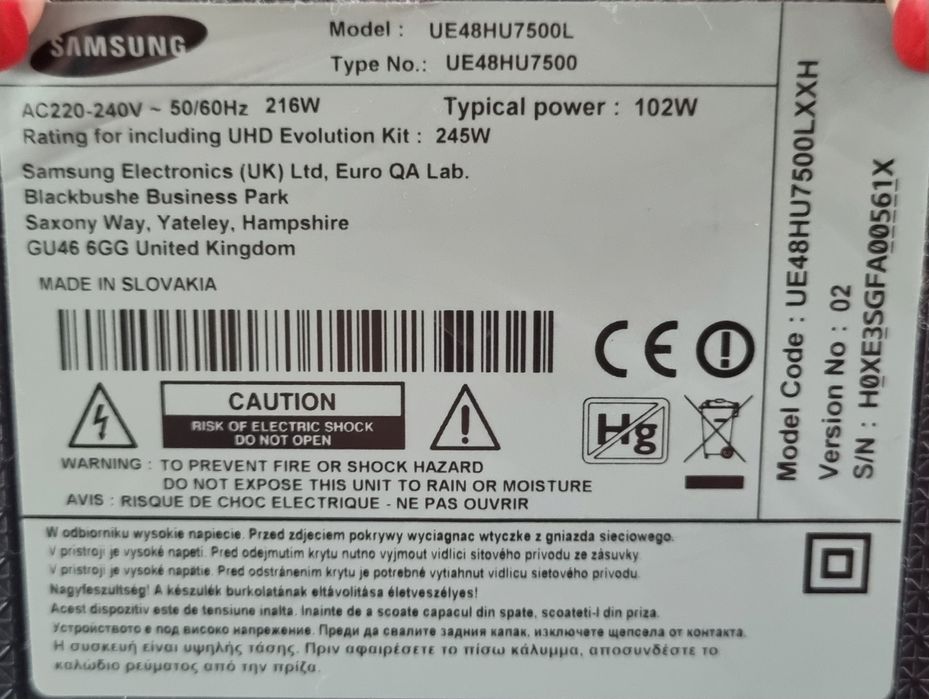 SAMSUNG
Model : UE48HU7500L
Type No.: UE48HU7500
AC220-240V ~ 50/60Hz 216W
Typical power : 102W
Rating for including UHD Evolution Kit : 245W
Samsung Electronics (UK) Ltd, Euro QA Lab.
Blackbushe Business Park
Saxony Way, Yateley, Hampshire
GU46 6GG United Kingdom
MADE IN SLOVAKIA
CE
CAUTION
RISK OF ELECTRIC SHOCK
DO NOT OPEN
Hg
WARNING : TO PREVENT FIRE OR SHOCK HAZARD
DO NOT EXPOSE THIS UNIT TO RAIN OR MOISTURE
AVIS : RISQUE DE CHOC ELECTRIQUE - NE PAS OUVRIR
Model Code : UE48HU7500LXXH
Version No : 02
S/N : H0XE3SGFA00561X
W odbiorniku wysokie napiecie. Przed zdjeciem pokrywy wyciagnac wtyczke z gniazda sieciowego.
V pristroji je vysoké napeti. Pred odejmutim krytu nutno vyjmout vidlici sitového privodu ze zásuvky.
V pristroji je vysoké napätie. Pred odstránenim krytu je potrebné vytiahnut vidlicu sietového privodu.
Nagyfeszultség! A készulék burkolatának eltávolitása életveszélyes!
Acest dispozitiv este de tensiune inalta. Inainte de a scoate capacul din spate, scoateti-l din priza.
Устройството е под високо напрежение. Преди да свалите задния капак, изключете щепсела от контакта.
Η συσκευή είναι υψηλής τάσης. Πριν αφαιρέσετε το πίσω κάλυμμα, αποσυνδέστε το
καλώδιο ρεύματος από την πρίζα.